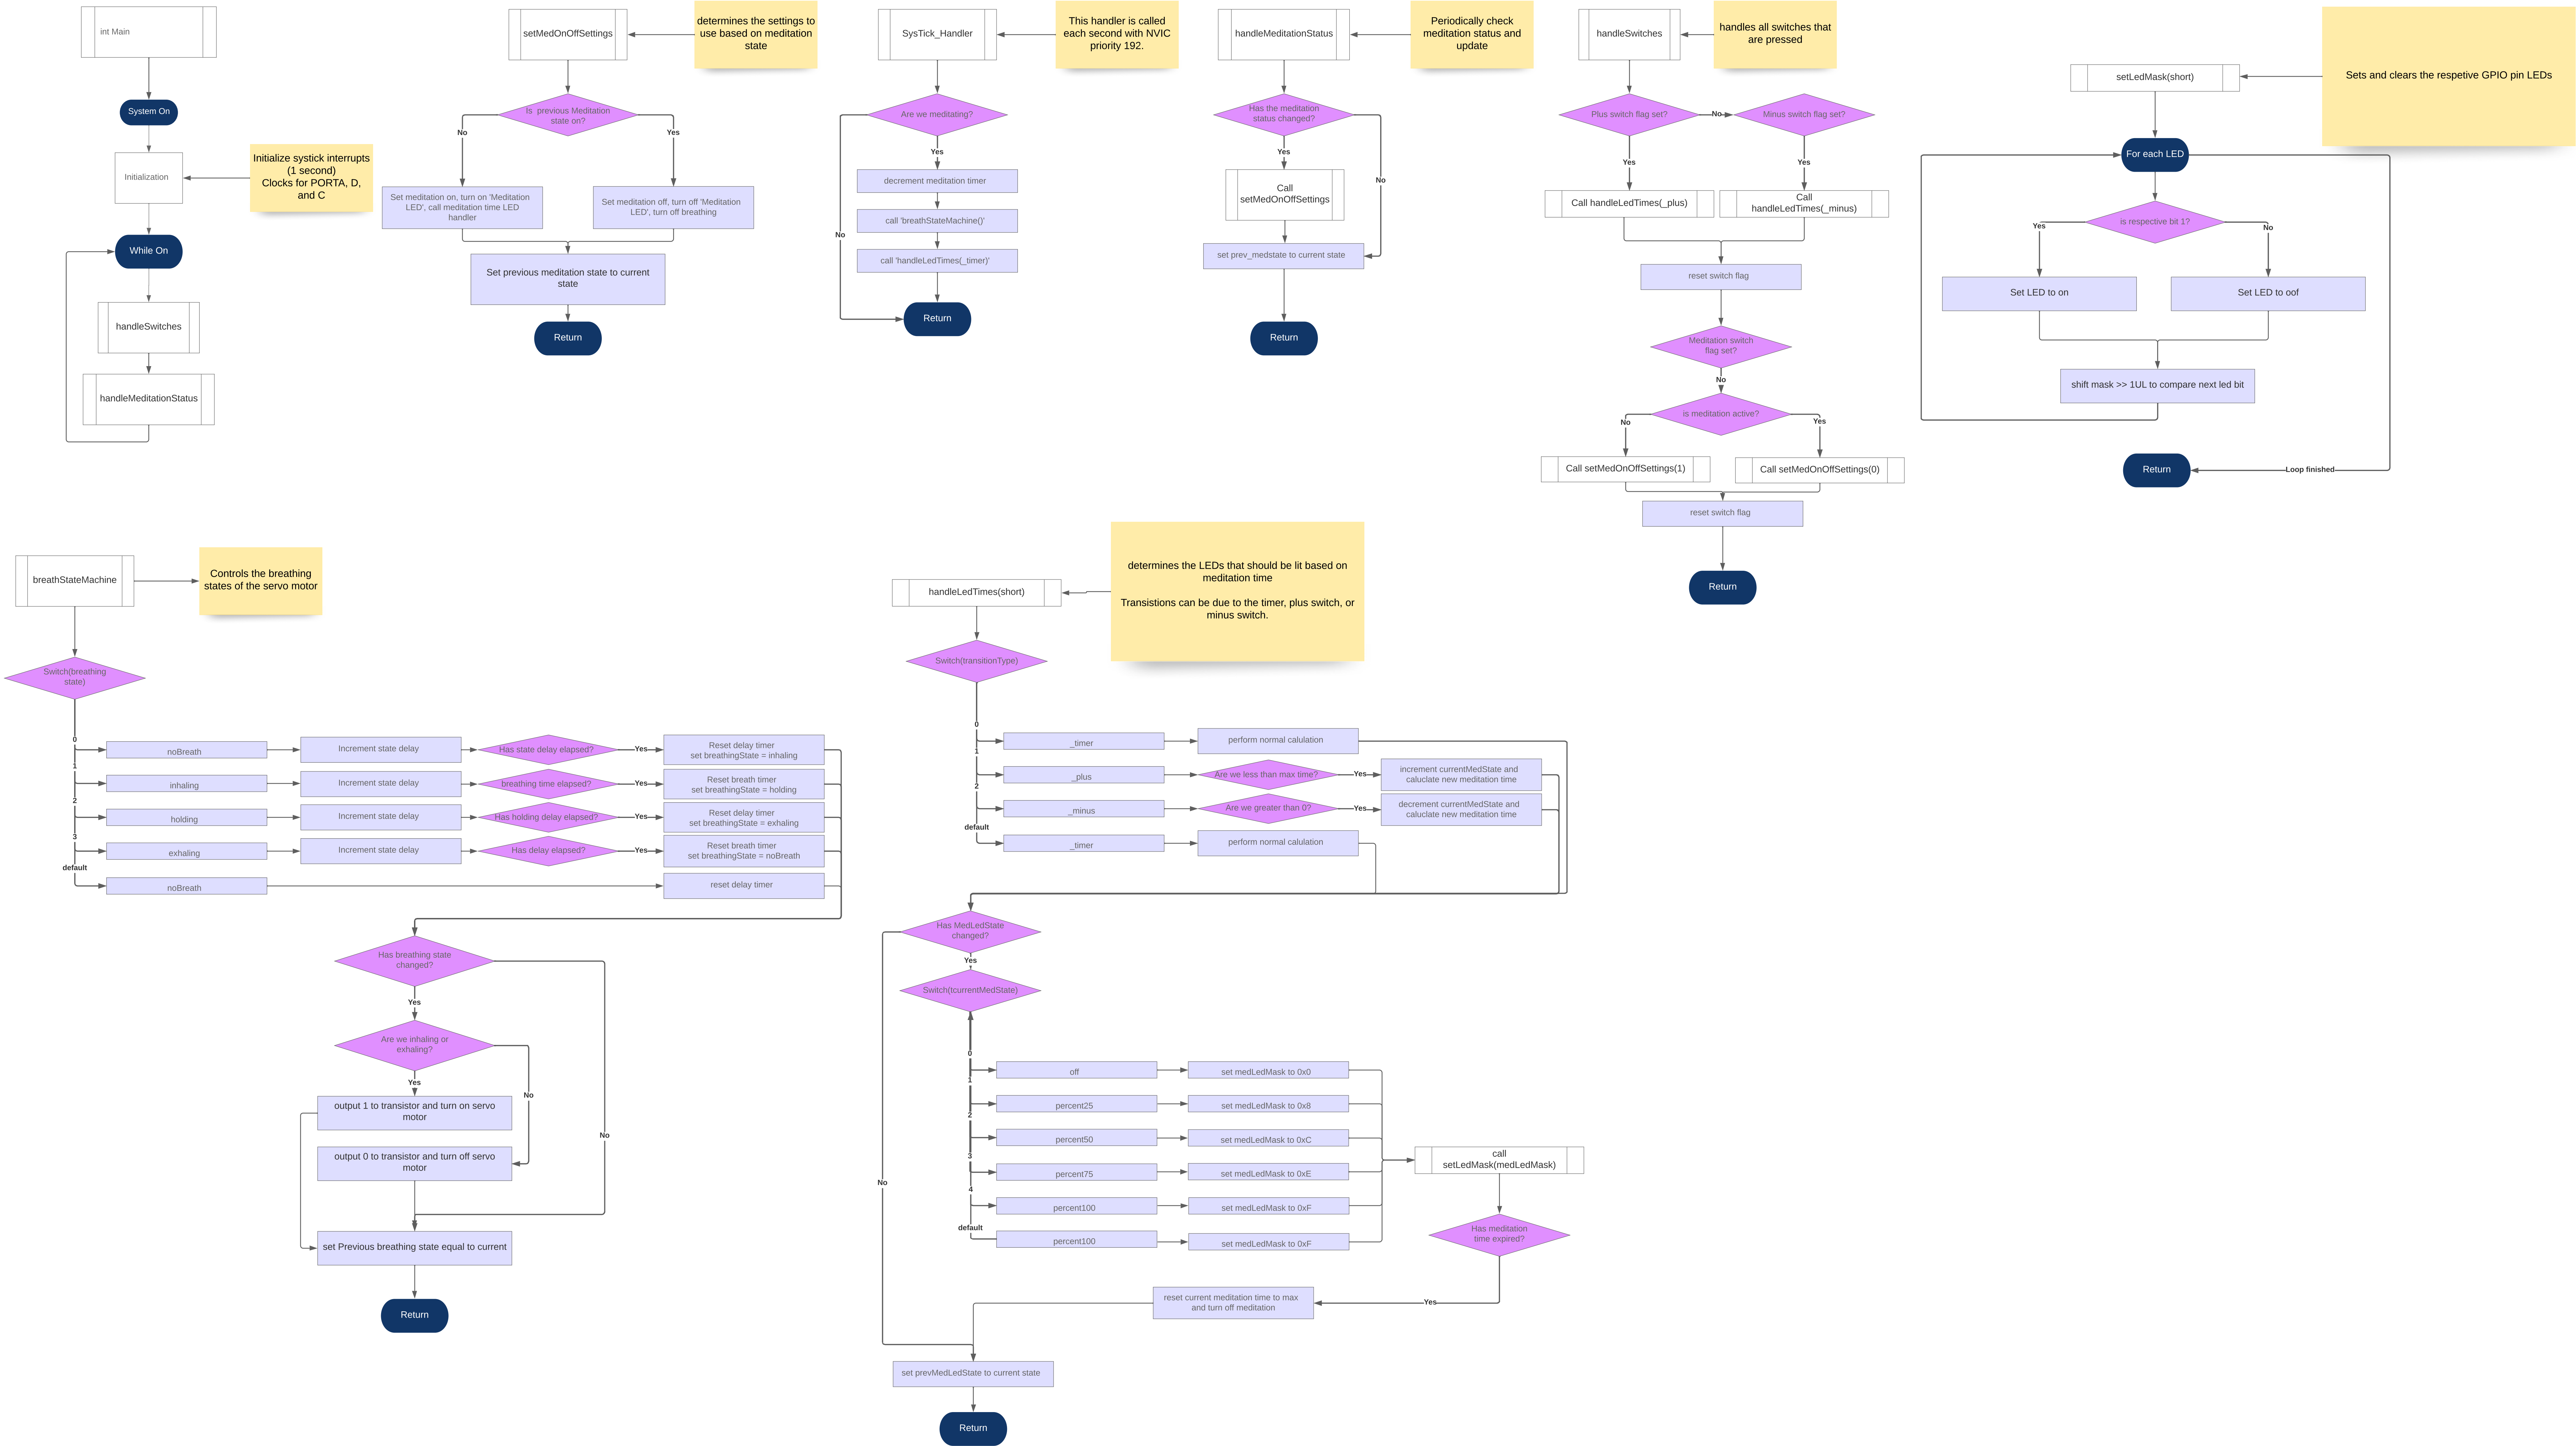 int Main
System On
Initialization
Initialize systick interrupts
(1 second)
Clocks for PORTA, D,
and C
While On
handleSwitches
handleMeditationStatus
setMedOnOffSettings
determines the settings to
use based on meditation
state
Is  previous Meditation
state on?
No
Yes
Set meditation on, turn on 'Meditation
LED', call meditation time LED
handler
Set meditation off, turn off 'Meditation
LED', turn off breathing
Set previous meditation state to current
state
Return
SysTick_Handler
This handler is called
each second with NVIC
priority 192.
Are we meditating?
Yes
decrement meditation timer
call 'breathStateMachine()'
No
call 'handleLedTimes(_timer)'
Return
handleMeditationStatus
Periodically check
meditation status and
update
Has the meditation
status changed?
Yes
No
Call
setMedOnOffSettings
set prev_medstate to current state
Return
handleSwitches
handles all switches that
are pressed
Plus switch flag set?
No
Minus switch flag set?
Yes
Yes
Call handleLedTimes(_plus)
Call
handleLedTimes(_minus)
reset switch flag
Meditation switch
flag set?
No
is meditation active?
No
Yes
Call setMedOnOffSettings(1)
Call setMedOnOffSettings(0)
reset switch flag
Return
setLedMask(short)
Sets and clears the respetive GPIO pin LEDs
For each LED
is respective bit 1?
Yes
No
Set LED to on
Set LED to oof
shift mask >> 1UL to compare next led bit
Return
Loop finished
breathStateMachine
Controls the breathing
states of the servo motor
Switch(breathing
state)
0
noBreath
Increment state delay
Has state delay elapsed?
Yes
Reset delay timer
set breathingState = inhaling
1
inhaling
Increment state delay
breathing time elapsed?
Yes
Reset breath timer
set breathingState = holding
2
holding
Increment state delay
Has holding delay elapsed?
Yes
Reset delay timer
set breathingState = exhaling
3
exhaling
Increment state delay
Has delay elapsed?
Yes
Reset breath timer
set breathingState = noBreath
default
noBreath
reset delay timer
Has breathing state
changed?
Yes
Are we inhaling or
exhaling?
Yes
No
output 1 to transistor and turn on servo
motor
No
output 0 to transistor and turn off servo
motor
set Previous breathing state equal to current
Return
handleLedTimes(short)
determines the LEDs that should be lit based on
meditation time
Transistions can be due to the timer, plus switch, or
minus switch.
Switch(transitionType)
0
_timer
perform normal calulation
1
_plus
Are we less than max time?
Yes
increment currentMedState and
caluclate new meditation time
2
_minus
Are we greater than 0?
Yes
decrement currentMedState and
caluclate new meditation time
default
_timer
perform normal calulation
Has MedLedState
changed?
Yes
Switch(tcurrentMedState)
0
off
set medLedMask to 0x0
1
percent25
set medLedMask to 0x8
2
percent50
set medLedMask to 0xC
3
percent75
set medLedMask to 0xE
4
percent100
set medLedMask to 0xF
default
percent100
set medLedMask to 0xF
call
setLedMask(medLedMask)
No
Has meditation
time expired?
Yes
reset current meditation time to max
and turn off meditation
set prevMedLedState to current state
Return